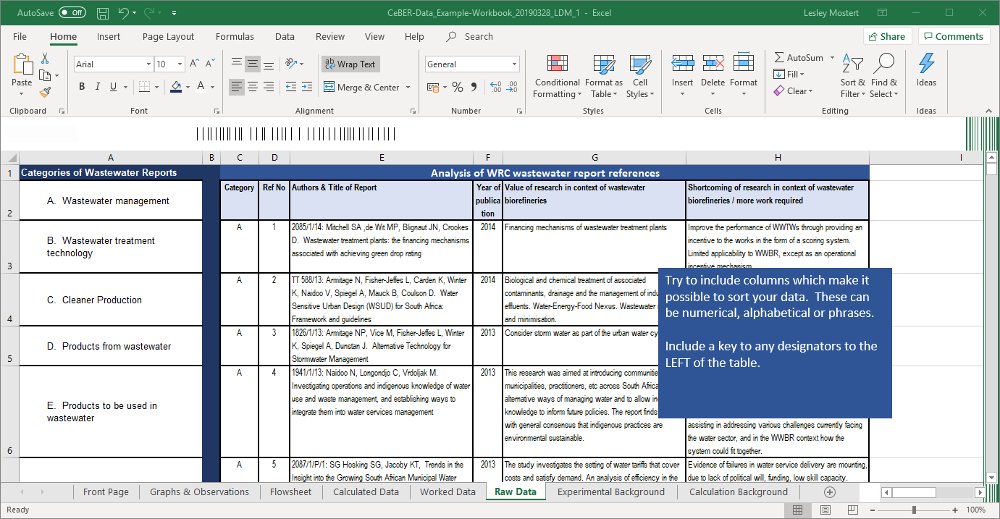 AutoSave Off CeBER-Data_Example-Workbook_20190328_LDM_1 - Excel Lesley Mostert
File Home Insert Page Layout Formulas Data Review View Help Search Share Comments
Paste
Clipboard
Arial 10
B I U
A
Font
ab Wrap Text
Merge & Center
Alignment
General
%
Number
Conditional Formatting
Format as Table
Cell Styles
Styles
Insert Delete Format
Cells
AutoSum
Fill
Clear
Sort & Filter
Find & Select
Editing
Ideas
Ideas
A B C D E F G H I
1 Categories of Wastewater Reports Analysis of WRC wastewater report references
2
A. Wastewater management
Category
Ref No
Authors & Title of Report
Year of
publica
tion
Value of research in context of wastewater
biorefineries
Shortcoming of research in context of wastewater
biorefineries / more work required
3
B. Wastewater treatment
technology
A
1
2085/1/14: Mitchell SA ,de Wit MP, Blignaut JN, Crookes
D. Wastewater treatment plants: the financing mechanisms
associated with achieving green drop rating
2014
Financing mechanisms of wastewater treatment plants
Improve the performance of WWTWs through providing an
incentive to the works in the form of a scoring system.
Limited applicability to WWBR, except as an operational
incentive mechanism
4
C. Cleaner Production
A
2
TT 588/13: Armitage N, Fisher-Jeffes L, Carden K, Winter
K, Naidoo V, Spiegel A, Mauck B, Coulson D. Water
Sensitive Urban Design (WSUD) for South Africa:
Framework and guidelines
2014
Biological and chemical treatment of associated
contaminants, drainage and the management of indu
effluents. Water-Energy-Food Nexus. Wastewater
and minimisation.
5
D. Products from wastewater
A
3
1826/1/13: Armitage NP, Vice M, Fisher-Jeffes L, Winter
K, Spiegel A, Dunstan J. Alternative Technology for
Stormwater Management
2013
Consider storm water as part of the urban water cy
6
E. Products to be used in
wastewater
A
4
1941/1/13: Naidoo N, Longondjo C, Vrdoljak M.
Investigating operations and indigenous knowledge of water
use and waste management, and establishing ways to
integrate them into water services management
2013
This research was aimed at introducing communitie
municipalities, practitioners, etc across South Africa
alternative ways of managing water and to allow in
knowledge to inform future policies. The report finds
with general consensus that indigenous practices are
environmental sustainable.
assisting in addressing various challenges currently facing
the water sector, and in the WWBR context how the
system could fit together.
A
5
2087/1/P/1: SG Hosking SG, Jacoby KT, Trends in the
Insight into the Growing South African Municipal Water
2013
The study investigates the setting of water tariffs that cover
costs and satisfy demand. An analysis of efficiency in the
Evidence of failures in water service delivery are mounting,
due to lack of political will, funding, low skill capacity.
Try to include columns which make it
possible to sort your data. These can
be numerical, alphabetical or phrases.
Include a key to any designators to the
LEFT of the table.
Front Page Graphs & Observations Flowsheet Calculated Data Worked Data Raw Data Experimental Background Calculation Background
Ready 100%